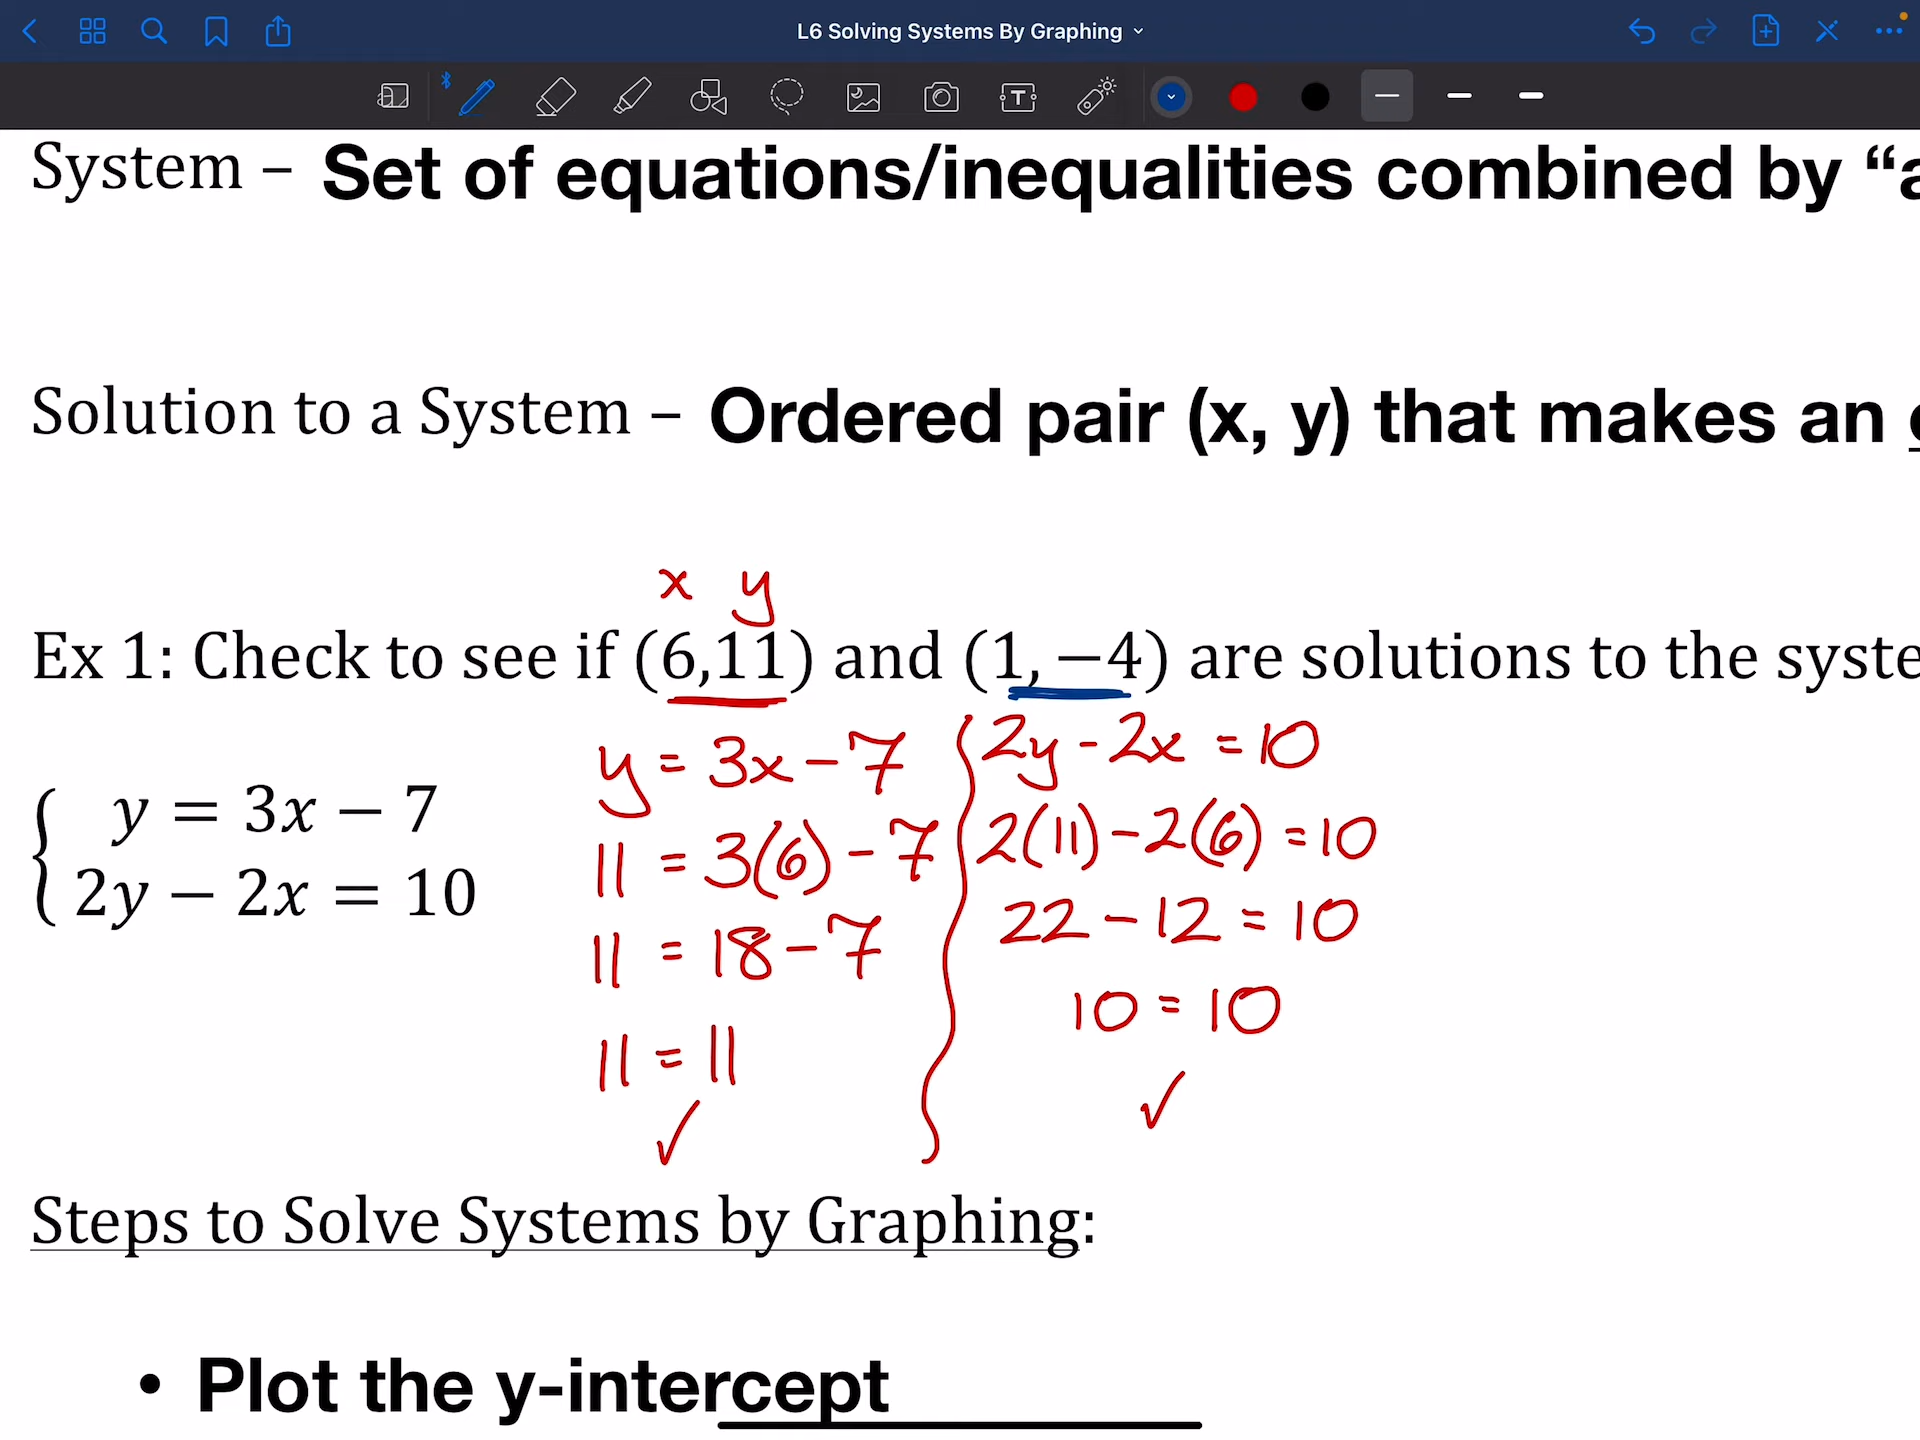 L6 Solving Systems By Graphing
System – Set of equations/inequalities combined by “a
Solution to a System – Ordered pair (x, y) that makes an
x y
Ex 1: Check to see if (6,11) and (1, −4) are solutions to the syste
y = 3x − 7
2y − 2x = 10
y = 3x − 7
11 = 3(6) − 7
11 = 18 − 7
11 = 11
✓
2y - 2x = 10
2(11) − 2(6) = 10
22 − 12 = 10
10 = 10
✓
Steps to Solve Systems by Graphing:
• Plot the y-intercept